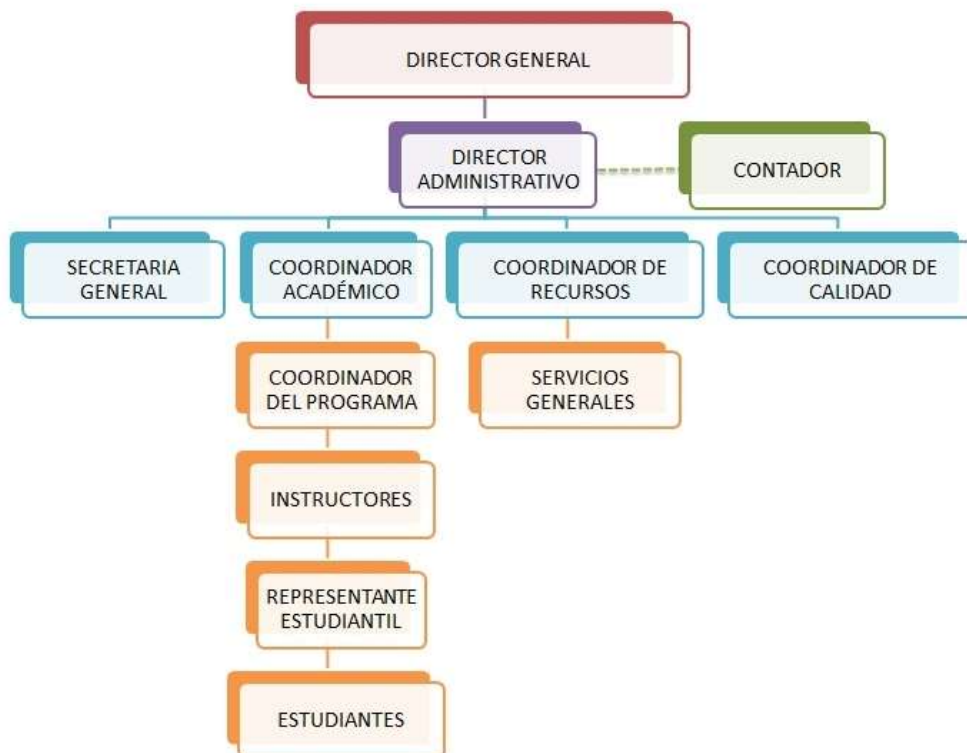 DIRECTOR GENERAL
DIRECTOR
ADMINISTRATIVO
CONTADOR
SECRETARIA
GENERAL
COORDINADOR
ACADÉMICO
COORDINADOR DE
RECURSOS
COORDINADOR DE
CALIDAD
COORDINADOR
DEL PROGRAMA
SERVICIOS
GENERALES
INSTRUCTORES
REPRESENTANTE
ESTUDIANTIL
ESTUDIANTES